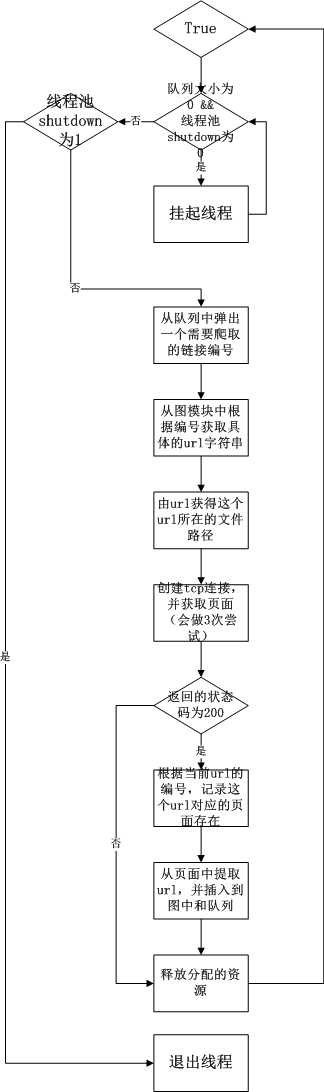 True
队列大小为
0 &&
线程池
shutdown为
0
线程池
shutdown
为1
否
是
挂起线程
否
从队列中弹出
一个需要爬取
的链接编号
从图模块中根
据编号获取具
体的url字符串
由url获得这个
url所在的文件
路径
创建tcp连接，
并获取页面
（会做3次尝
试）
是
返回的状态
码为200
是
根据当前url的
编号，记录这
个url对应的页
面存在
否
从页面中提取
url，并插入到
图中和队列
释放分配的资
源
退出线程